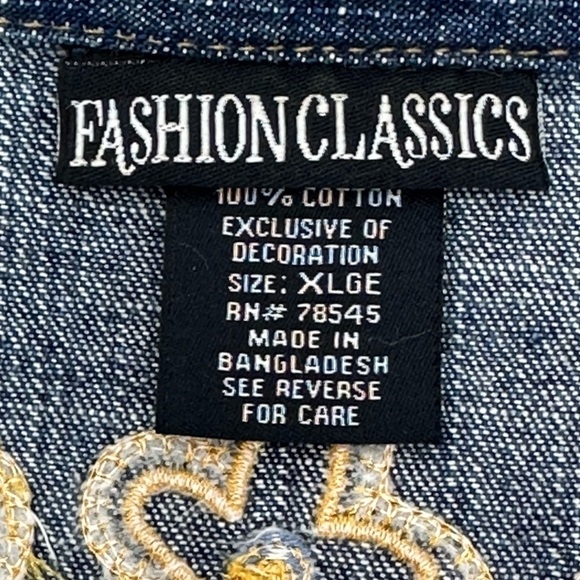 FASHION CLASSICS
100% COTTON
EXCLUSIVE OF
DECORATION
SIZE: XLGE
RN# 78545
MADE IN
BANGLADESH
SEE REVERSE
FOR CARE